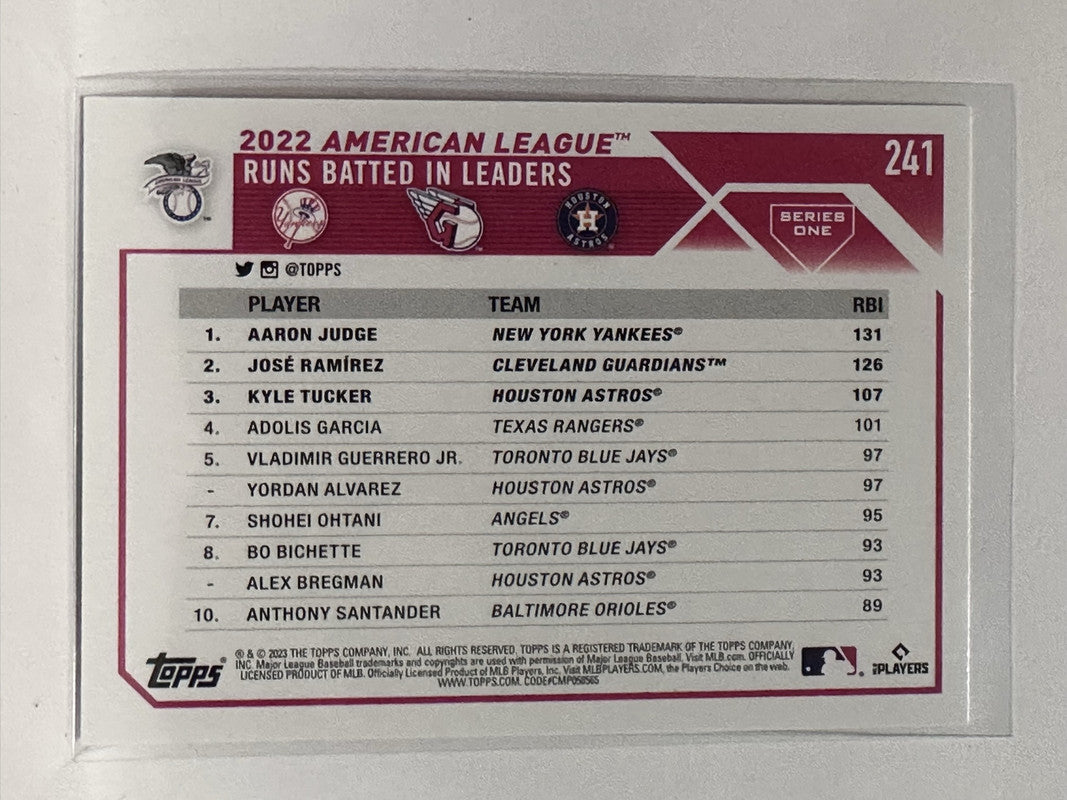 2022 AMERICAN LEAGUE™
241
RUNS BATTED IN LEADERS
AMERICAN LEAGUE
Yankees
HOUSTON
H
ASTROS
SERIES
ONE
@TOPPS
PLAYER TEAM RBI
1. AARON JUDGE NEW YORK YANKEES® 131
2. JOSÉ RAMÍREZ CLEVELAND GUARDIANS™ 126
3. KYLE TUCKER HOUSTON ASTROS® 107
4. ADOLIS GARCIA TEXAS RANGERS® 101
5. VLADIMIR GUERRERO JR. TORONTO BLUE JAYS® 97
- YORDAN ALVAREZ HOUSTON ASTROS® 97
7. SHOHEI OHTANI ANGELS® 95
8. BO BICHETTE TORONTO BLUE JAYS® 93
- ALEX BREGMAN HOUSTON ASTROS® 93
10. ANTHONY SANTANDER BALTIMORE ORIOLES® 89
® & © 2023 THE TOPPS COMPANY, INC. ALL RIGHTS RESERVED. TOPPS IS A REGISTERED TRADEMARK OF THE TOPPS COMPANY,
INC. Major League Baseball trademarks and copyrights are used with permission of Major League Baseball. Visit MLB.com. OFFICIALLY
LICENSED PRODUCT OF MLB. Officially Licensed Product of MLB Players, Inc. Visit MLBPLAYERS.COM, the Players Choice on the web.
WWW.TOPPS.COM. CODE#CMP050565
TOPPS®
PLAYERS